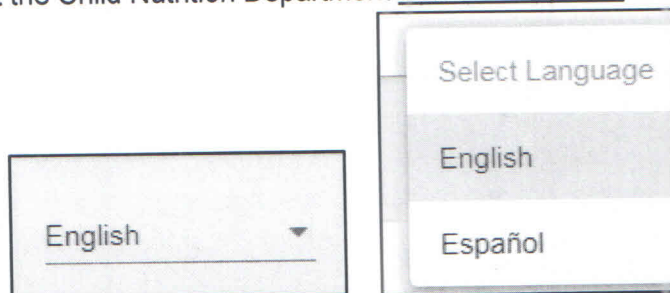 the Child Nutrition Department
Select Language
English
Español
English